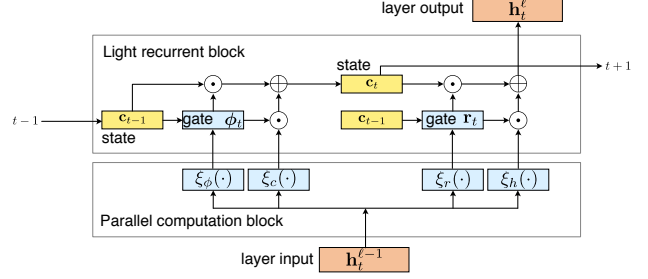 layer output h_t^ℓ
Light recurrent block
state
c_t
t + 1
t − 1
c_{t−1}
gate ϕ_t
c_{t−1}
gate r_t
state
ξ_ϕ(·) ξ_c(·) ξ_r(·) ξ_h(·)
Parallel computation block
layer input h_t^{ℓ−1}